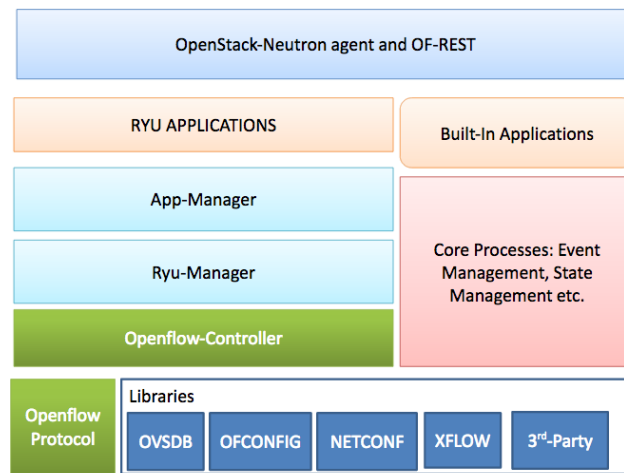 OpenStack-Neutron agent and OF-REST
RYU APPLICATIONS
Built-In Applications
App-Manager
Ryu-Manager
Core Processes: Event
Management, State
Management etc.
Openflow-Controller
Openflow
Protocol
Libraries
OVSDB
OFCONFIG
NETCONF
XFLOW
3rd-Party